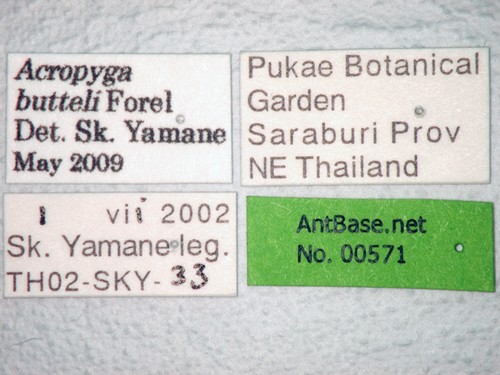 Acropyga
butteli Forel
Det. Sk. Yamane
May 2009
Pukae Botanical
Garden
Saraburi Prov
NE Thailand
1 vii 2002
Sk. Yamane leg.
TH02-SKY-33
AntBase.net
No. 00571